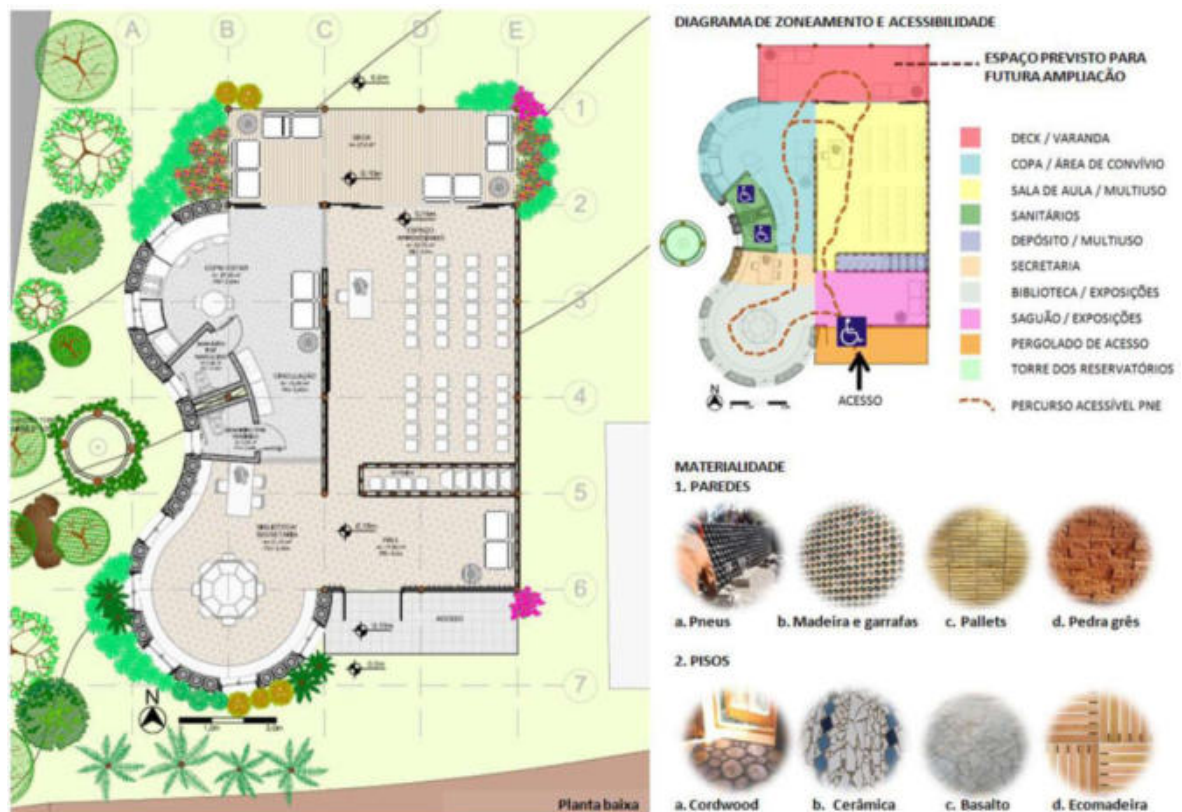 A
B
C
D
E
1
2
3
4
5
6
7
DECK
CIRCULAÇÃO
ACESSO
N
Planta baixa
DIAGRAMA DE ZONEAMENTO E ACESSIBILIDADE
ESPAÇO PREVISTO PARA
FUTURA AMPLIAÇÃO
DECK / VARANDA
COPA / ÁREA DE CONVÍVIO
SALA DE AULA / MULTIUSO
SANITÁRIOS
DEPÓSITO / MULTIUSO
SECRETARIA
BIBLIOTECA / EXPOSIÇÕES
SAGUÃO / EXPOSIÇÕES
PERGOLADO DE ACESSO
TORRE DOS RESERVATÓRIOS
PERCURSO ACESSÍVEL PNE
N
ACESSO
MATERIALIDADE
1. PAREDES
a. Pneus
b. Madeira e garrafas
c. Pallets
d. Pedra grês
2. PISOS
a. Cordwood
b. Cerâmica
c. Basalto
d. Ecomadeira